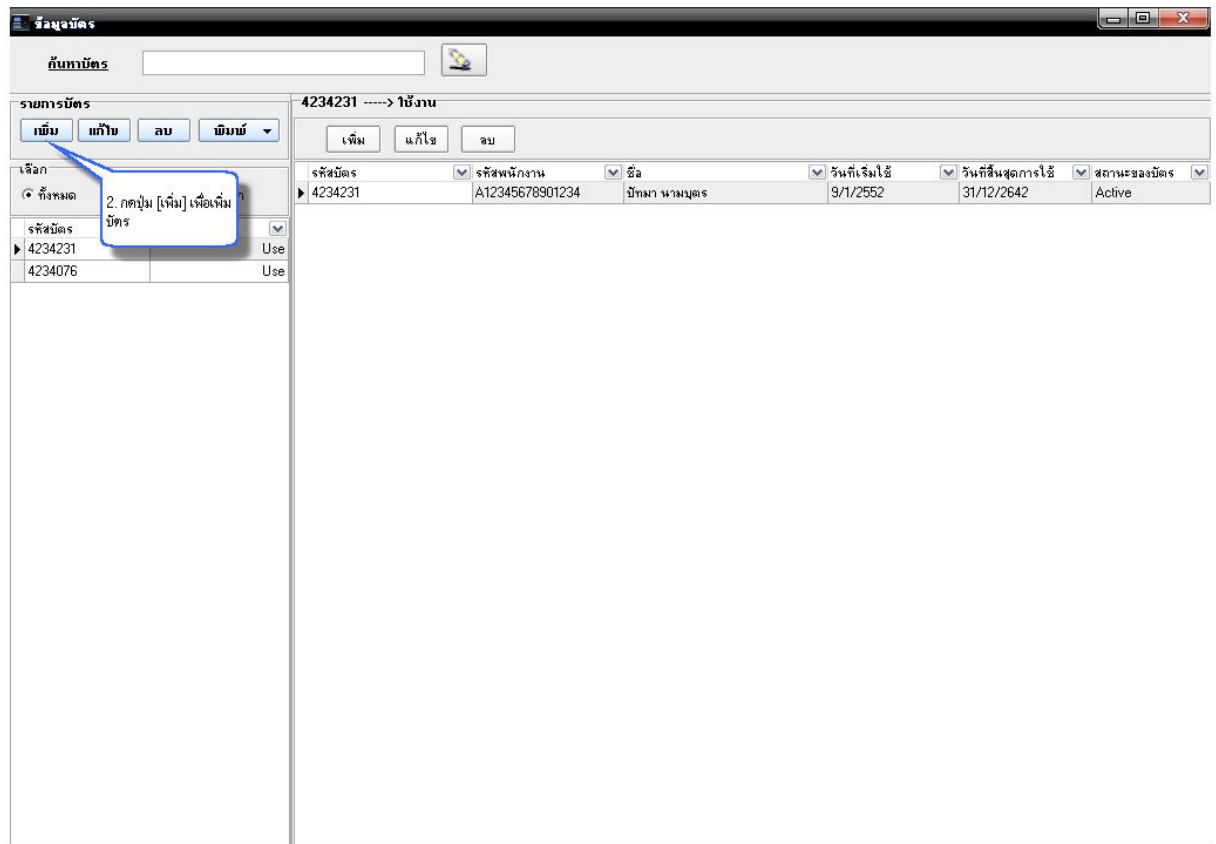 ข้อมูลบัตร
ค้นหาบัตร
รายการบัตร
เพิ่ม แก้ไข ลบ พิมพ์
เลือก
ทั้งหมด
2. กดปุ่ม [เพิ่ม] เพื่อเพิ่ม
บัตร
รหัสบัตร
4234231 Use
4234076 Use
4234231 -----> ใช้งาน
เพิ่ม แก้ไข ลบ
รหัสบัตร รหัสพนักงาน ชื่อ วันที่เริ่มใช้ วันที่สิ้นสุดการใช้ สถานะของบัตร
4234231 A12345678901234 ปัทมา นามบุตร 9/1/2552 31/12/2642 Active